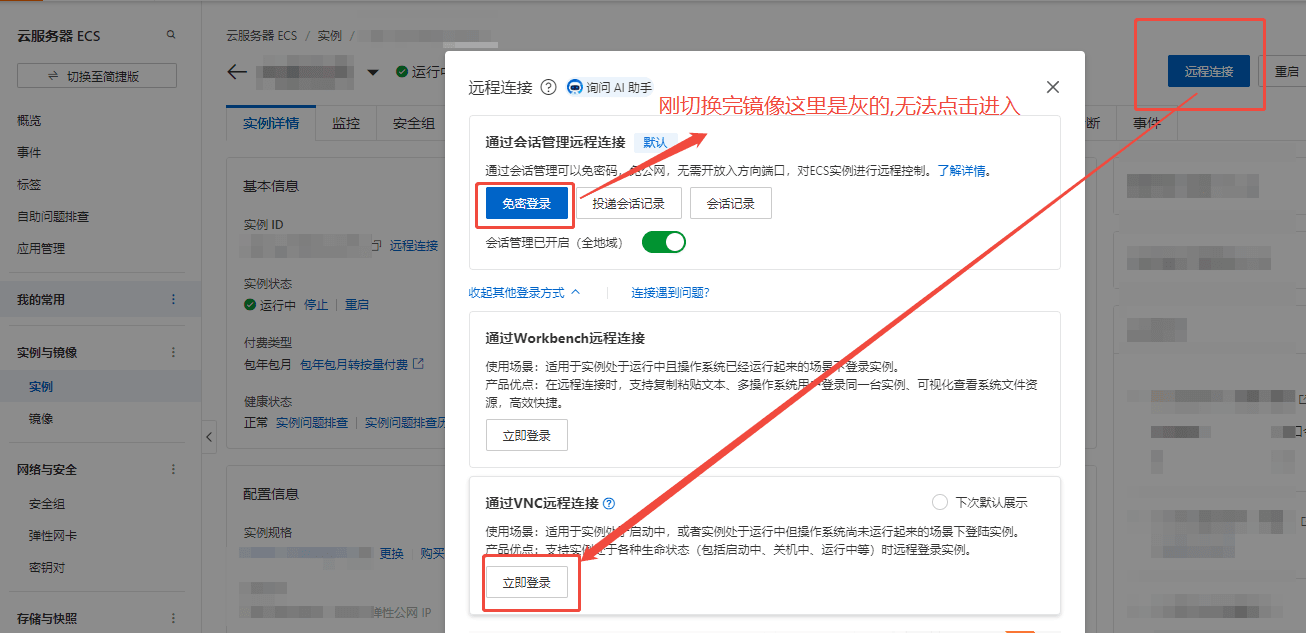 云服务器 ECS
切换至简捷版
概览
事件
标签
自助问题排查
应用管理
我的常用
实例与镜像
实例
镜像
网络与安全
安全组
弹性网卡
密钥对
存储与快照
云服务器 ECS / 实例 /
运行中
远程连接
重启
实例详情
监控
安全组
断
事件
基本信息
实例 ID
远程连接
实例状态
运行中 停止 重启
付费类型
包年包月 包年包月转按量付费
健康状态
正常 实例问题排查 实例问题排查历
配置信息
实例规格
更换 购买
弹性公网 IP
远程连接 询问 AI 助手
刚切换完镜像这里是灰的,无法点击进入
通过会话管理远程连接 默认
通过会话管理可以免密码，免公网，无需开放入方向端口，对ECS实例进行远程控制。了解详情。
免密登录 投递会话记录 会话记录
会话管理已开启（全地域）
收起其他登录方式 连接遇到问题?
通过Workbench远程连接
使用场景：适用于实例处于运行中且操作系统已经运行起来的场景下登录实例。
产品优点：在远程连接时，支持复制粘贴文本、多操作系统用户登录同一台实例、可视化查看系统文件资
源，高效快捷。
立即登录
通过VNC远程连接 下次默认展示
使用场景：适用于实例处于启动中，或者实例处于运行中但操作系统尚未运行起来的场景下登陆实例。
产品优点：支持实例处于各种生命状态（包括启动中、关机中、运行中等）时远程登录实例。
立即登录